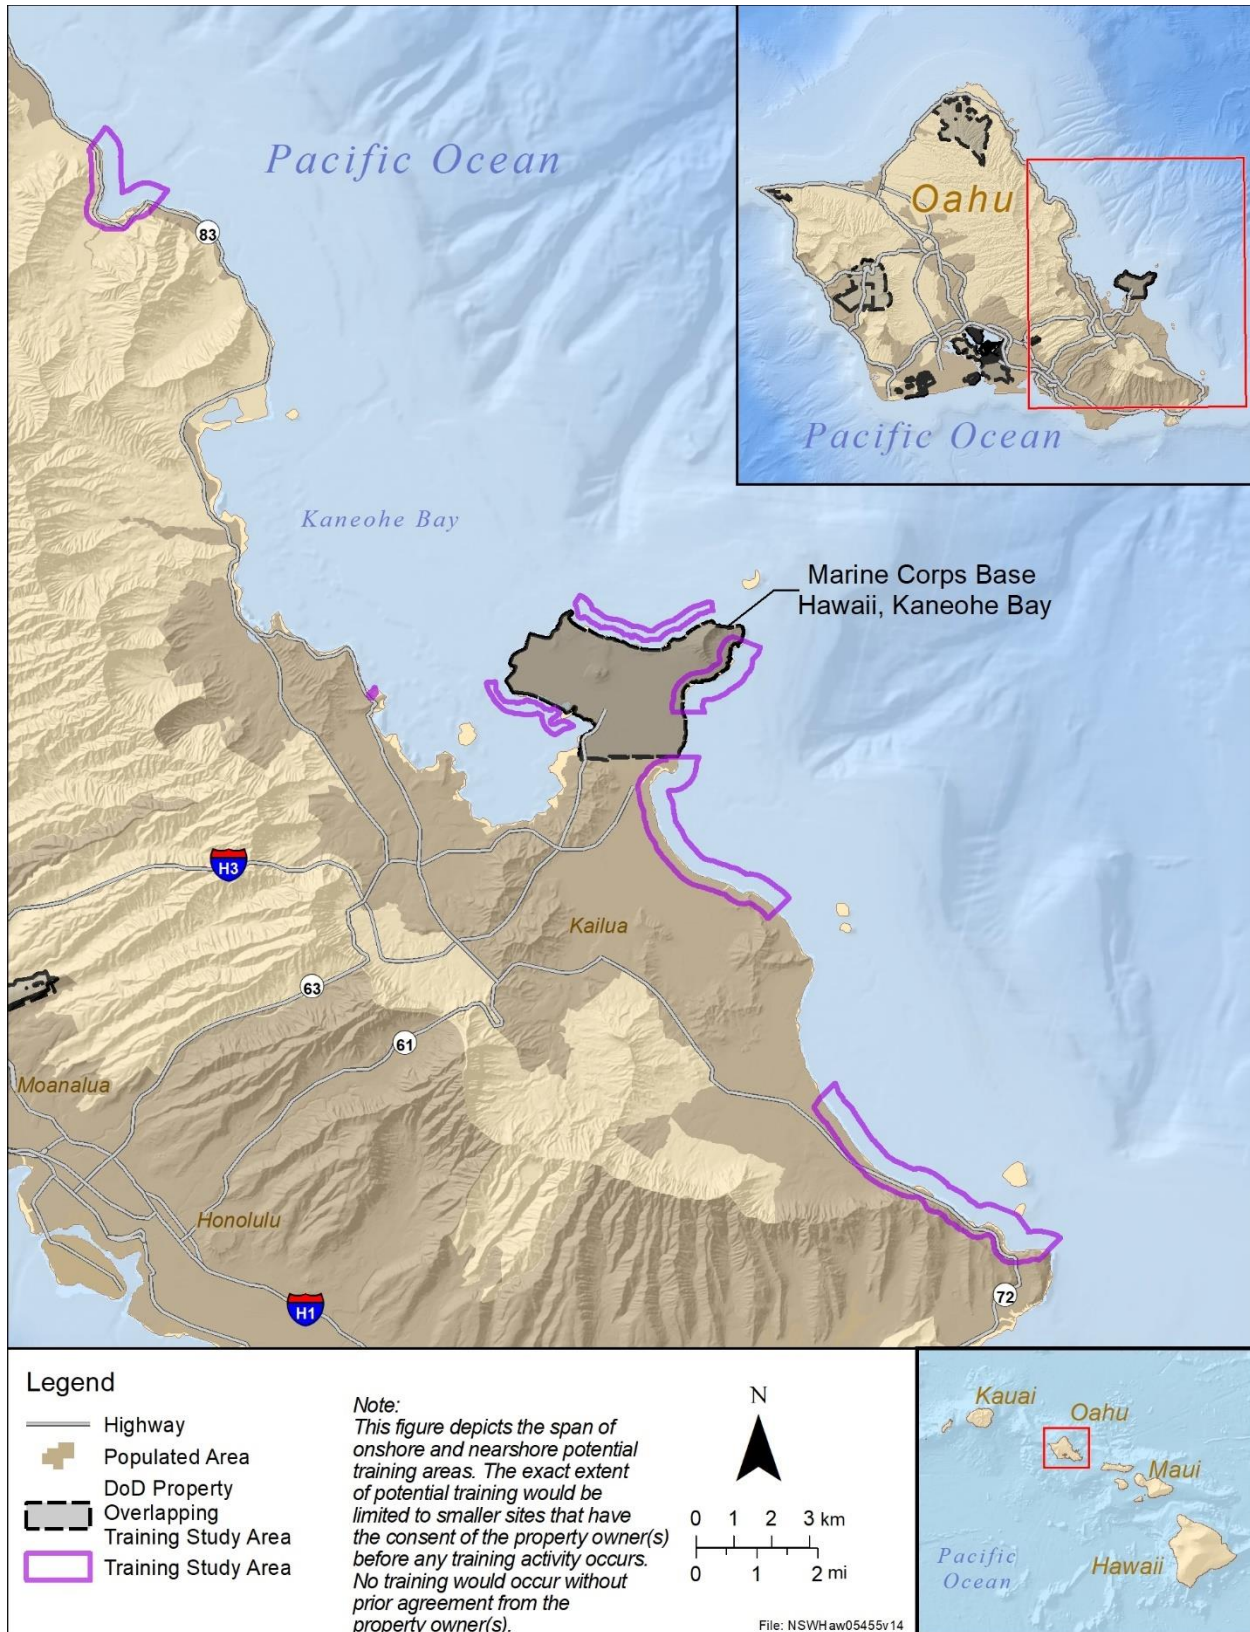 Pacific Ocean
83
Oahu
Pacific Ocean
Kaneohe Bay
Marine Corps Base
Hawaii, Kaneohe Bay
H3
Kailua
63
61
Moanalua
Honolulu
H1
72
Legend
Highway
Populated Area
DoD Property
Overlapping
Training Study Area
Training Study Area
Note:
This figure depicts the span of
onshore and nearshore potential
training areas. The exact extent
of potential training would be
limited to smaller sites that have
the consent of the property owner(s)
before any training activity occurs.
No training would occur without
prior agreement from the
property owner(s).
N
0 1 2 3 km
0 1 2 mi
File: NSWHaw05455v14
Kauai
Oahu
Maui
Hawaii
Pacific
Ocean